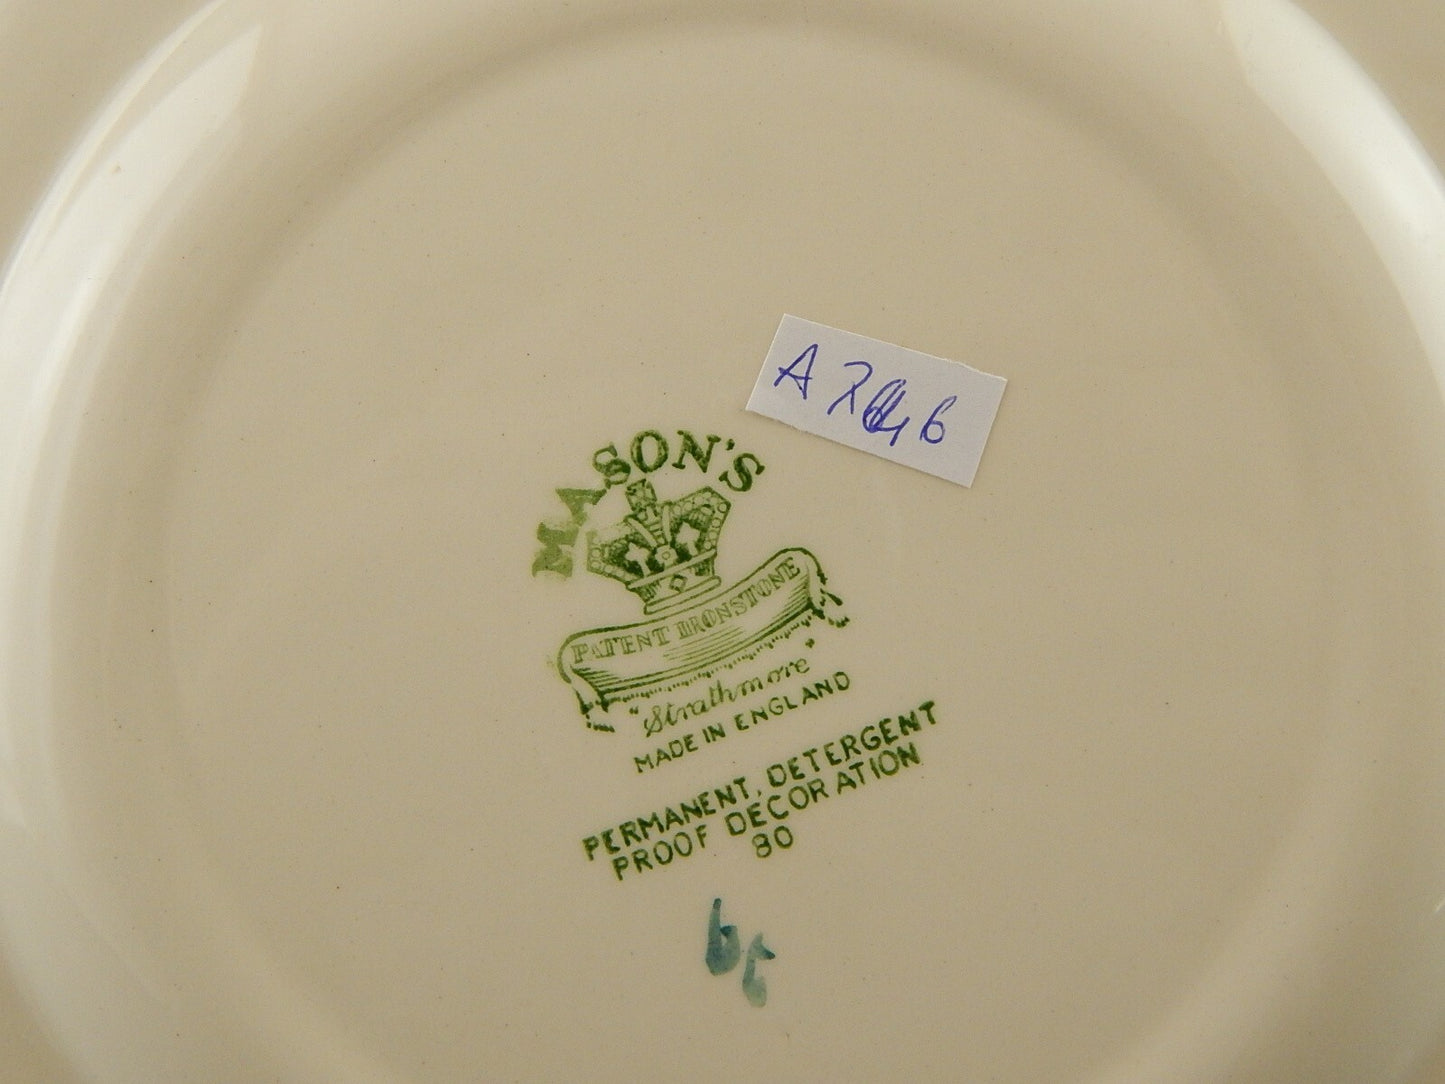 MASON'S
PATENT IRONSTONE
"Strathmore"
MADE IN ENGLAND
PERMANENT, DETERGENT
PROOF DECORATION
80